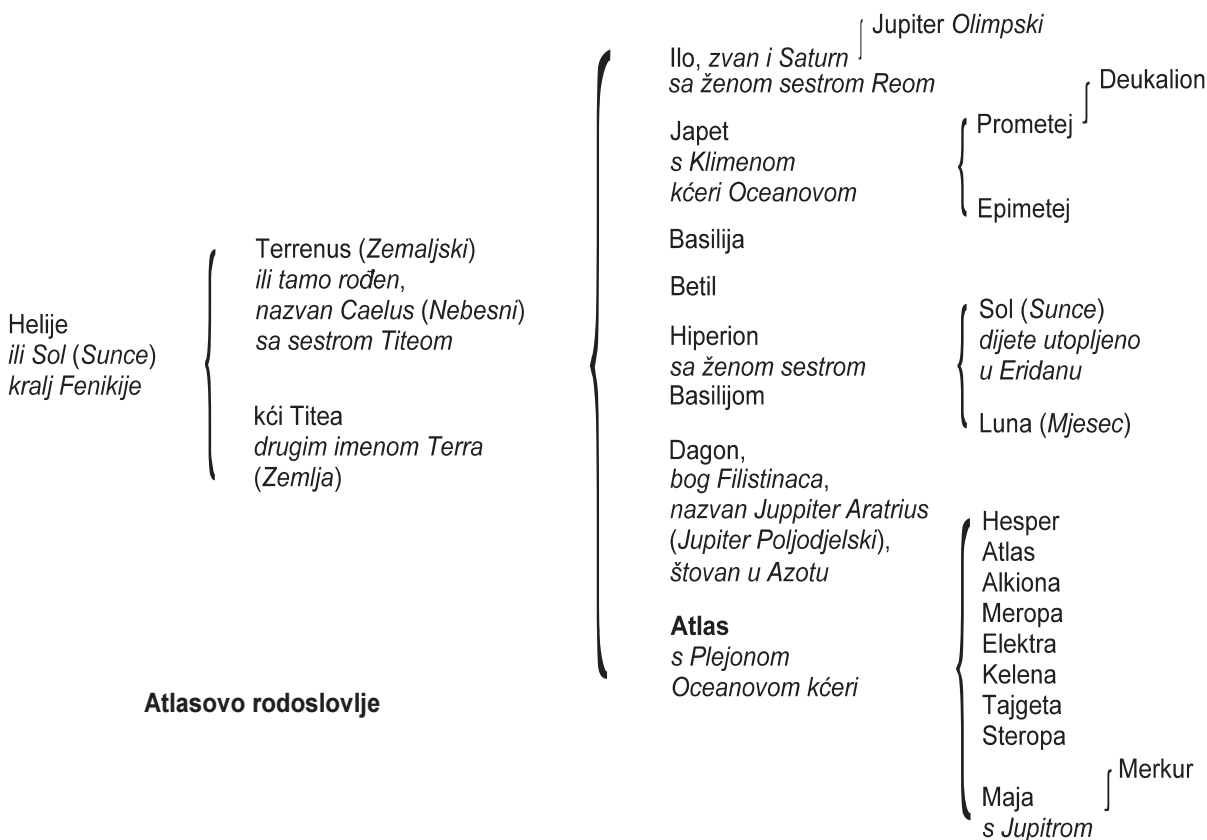 Helije
ili Sol (Sunce)
kralj Fenikije
Terrenus (Zemaljski)
ili tamo rođen,
nazvan Caelus (Nebesni)
sa sestrom Titeom
kći Titea
drugim imenom Terra
(Zemlja)
Ilo, zvan i Saturn
sa ženom sestrom Reom
Jupiter Olimpski
Japet
s Klimenom
kćeri Oceanovom
Prometej
Deukalion
Epimetej
Basilija
Betil
Hiperion
sa ženom sestrom
Basilijom
Sol (Sunce)
dijete utopljeno
u Eridanu
Luna (Mjesec)
Dagon,
bog Filistinaca,
nazvan Juppiter Aratrius
(Jupiter Poljodjelski),
štovan u Azotu
Atlas
s Plejonom
Oceanovom kćeri
Hesper
Atlas
Alkiona
Meropa
Elektra
Kelena
Tajgeta
Steropa
Maja
s Jupitrom
Merkur
Atlasovo rodoslovlje